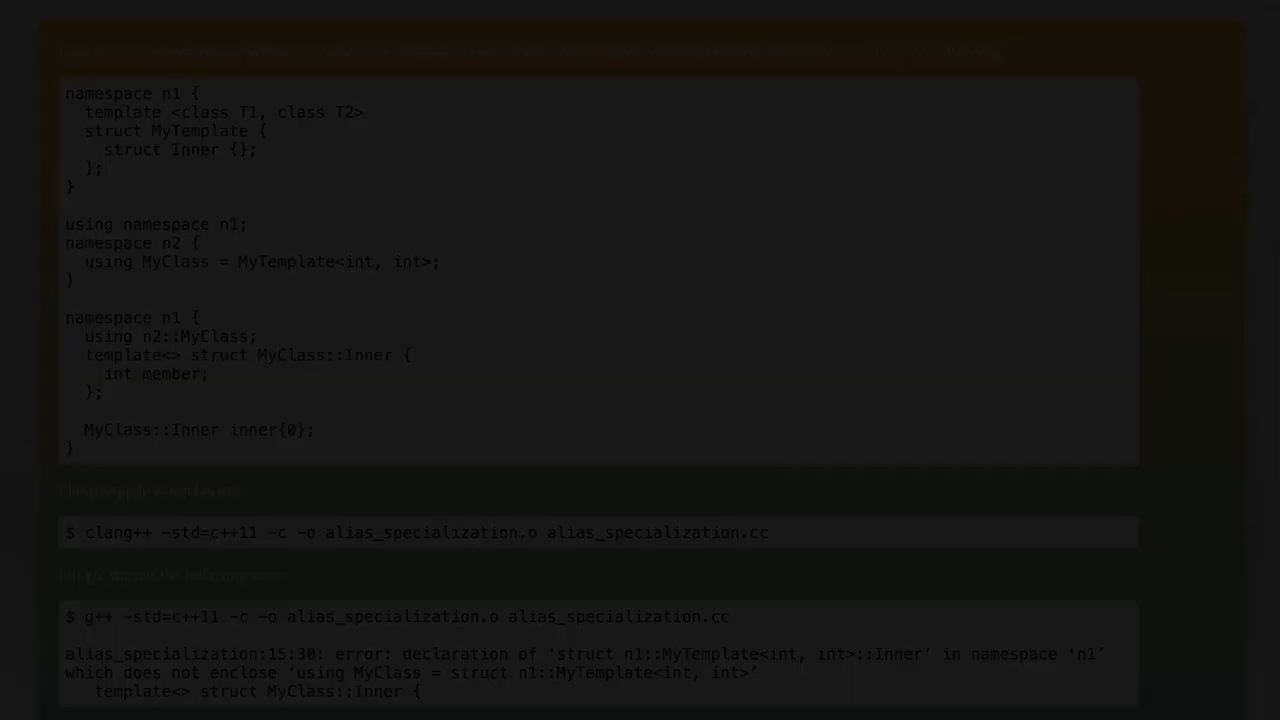 namespace n1 {
  template <class T1, class T2>
  struct MyTemplate {
    struct Inner {};
  };
}

using namespace n1;
namespace n2 {
  using MyClass = MyTemplate<int, int>;
}

namespace n1 {
  using n2::MyClass;
  template<> struct MyClass::Inner {
    int member;
  };

  MyClass::Inner inner{0};
}
$ clang++ -std=c++11 -c -o alias_specialization.o alias_specialization.cc
$ g++ -std=c++11 -c -o alias_specialization.o alias_specialization.cc

alias_specialization:15:30: error: declaration of ‘struct n1::MyTemplate<int, int>::Inner’ in namespace ‘n1’
which does not enclose ‘using MyClass = struct n1::MyTemplate<int, int>’
   template<> struct MyClass::Inner {